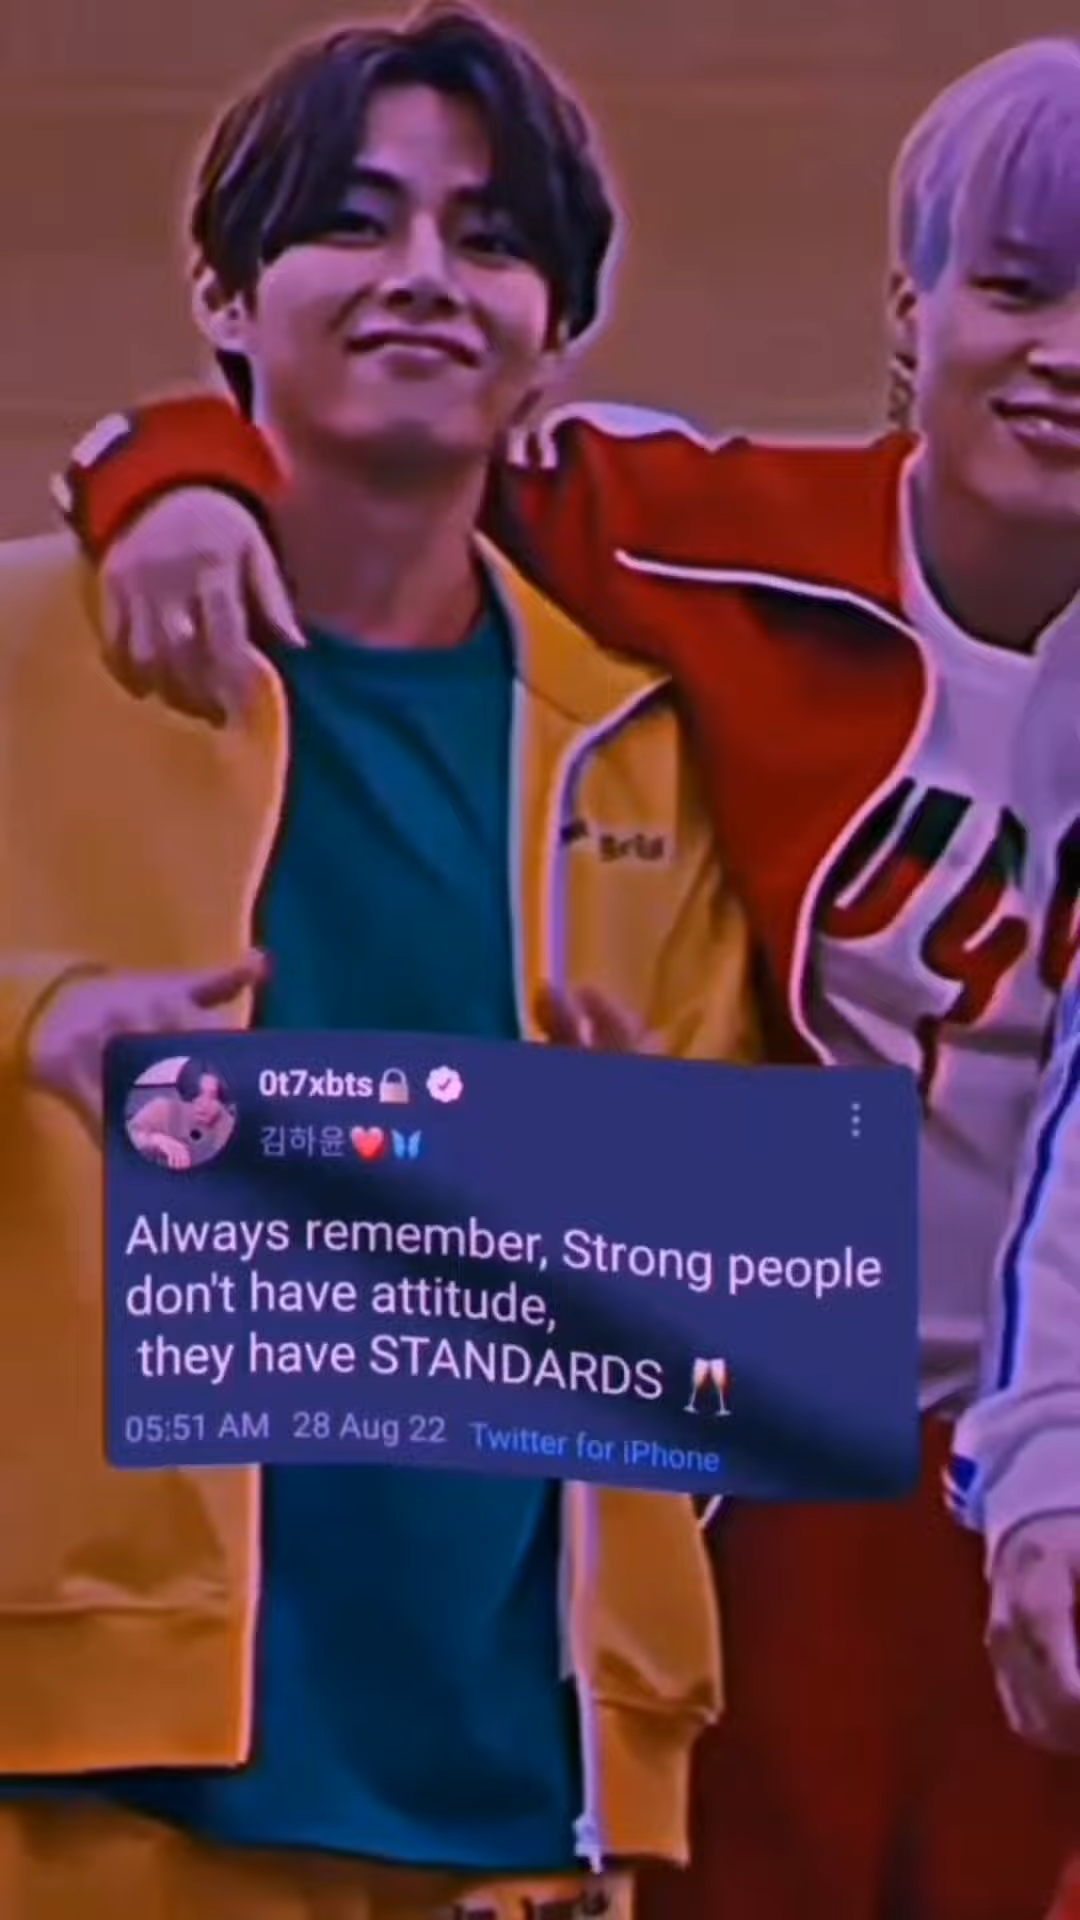 0t7xbts🔒
김하윤❤️🦋
Always remember, Strong people
don't have attitude,
they have STANDARDS 🥂
05:51 AM 28 Aug 22 Twitter for iPhone